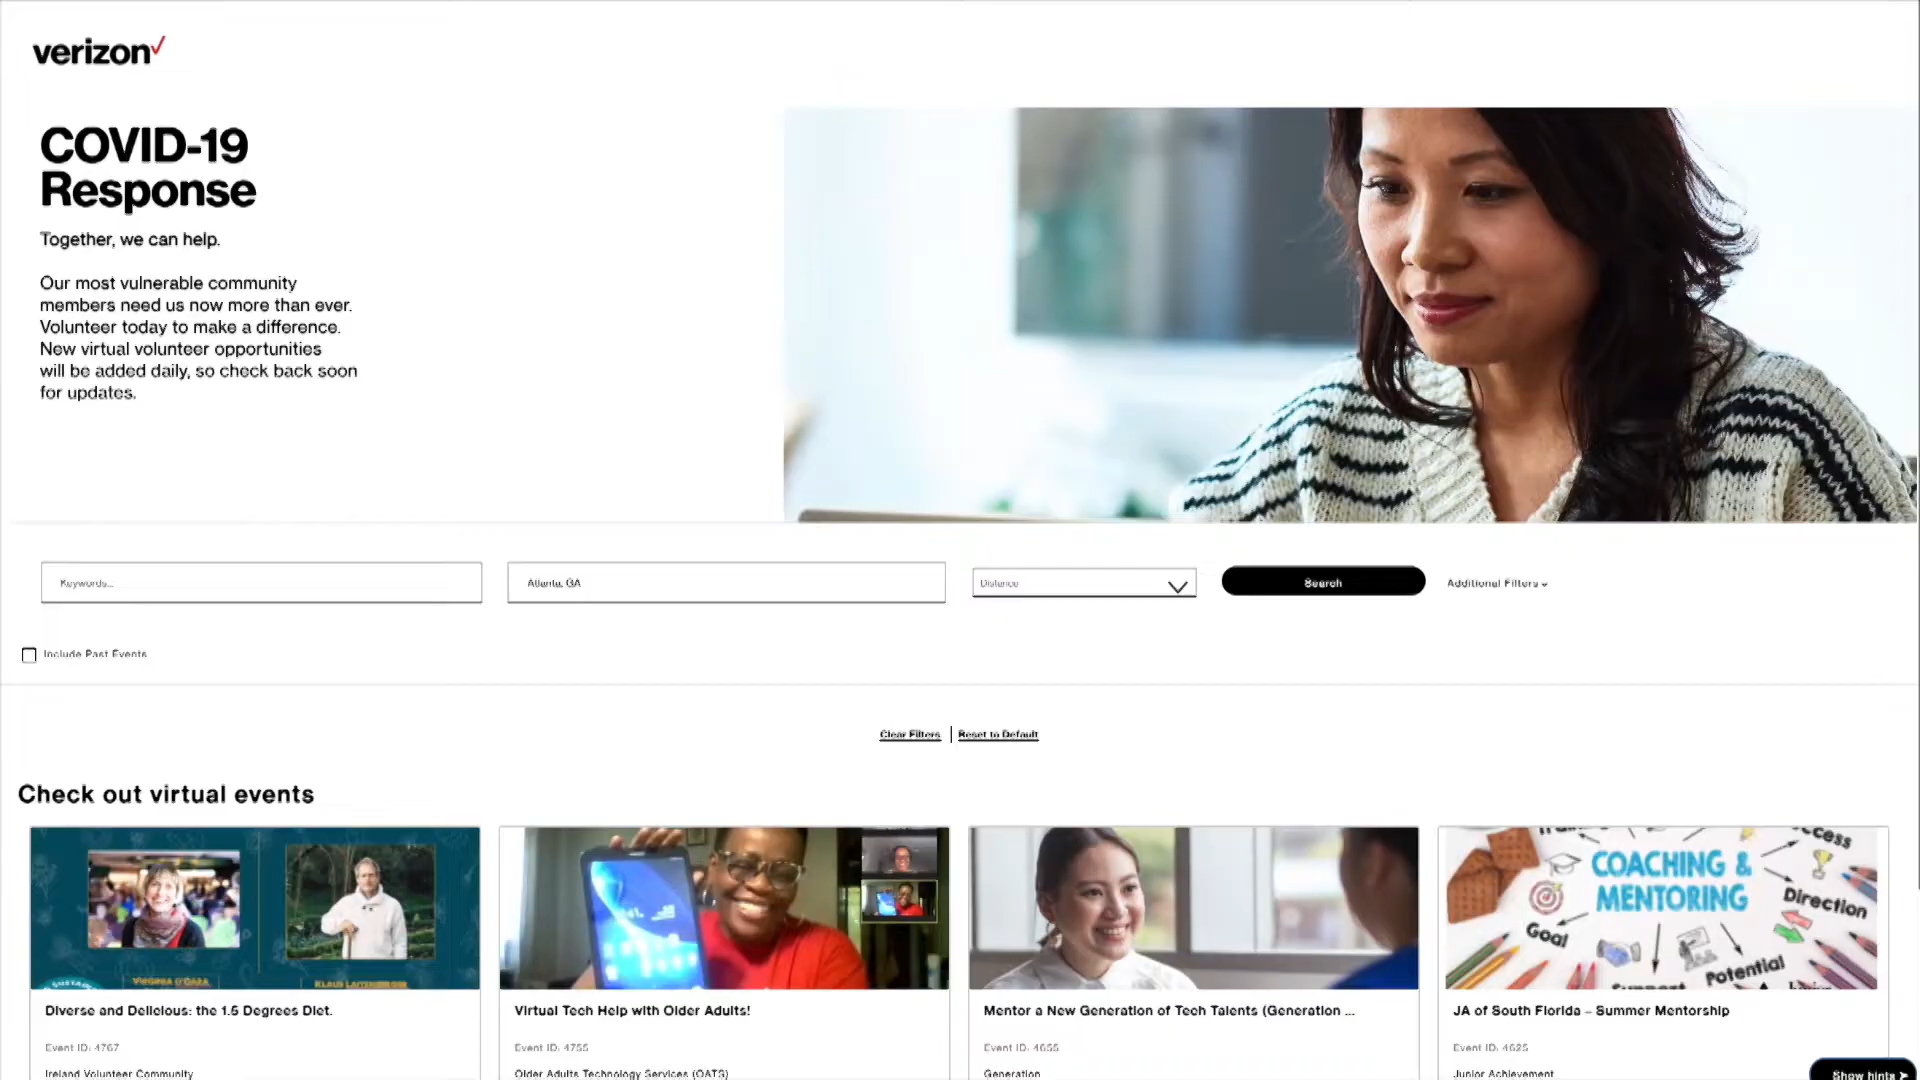 verizon
COVID-19
Response
Together, we can help.
Our most vulnerable community
members need us now more than ever.
Volunteer today to make a difference.
New virtual volunteer opportunities
will be added daily, so check back soon
for updates.
Keywords...
Atlanta, GA
Distance
Search
Additional Filters
Include Past Events
Clear Filters
Reset to Default
Check out virtual events
VIRGINIA O'GARA
KLAUS LAITENBERGER
COACHING &
MENTORING
Success
Direction
Goal
Potential
Support
Diverse and Delicious: the 1.5 Degrees Diet.
Virtual Tech Help with Older Adults!
Mentor a New Generation of Tech Talents (Generation ...
JA of South Florida – Summer Mentorship
Event ID: 4767
Event ID: 4755
Event ID: 4655
Event ID: 4625
Ireland Volunteer Community
Older Adults Technology Services (OATS)
Generation
Junior Achievement
Show hints